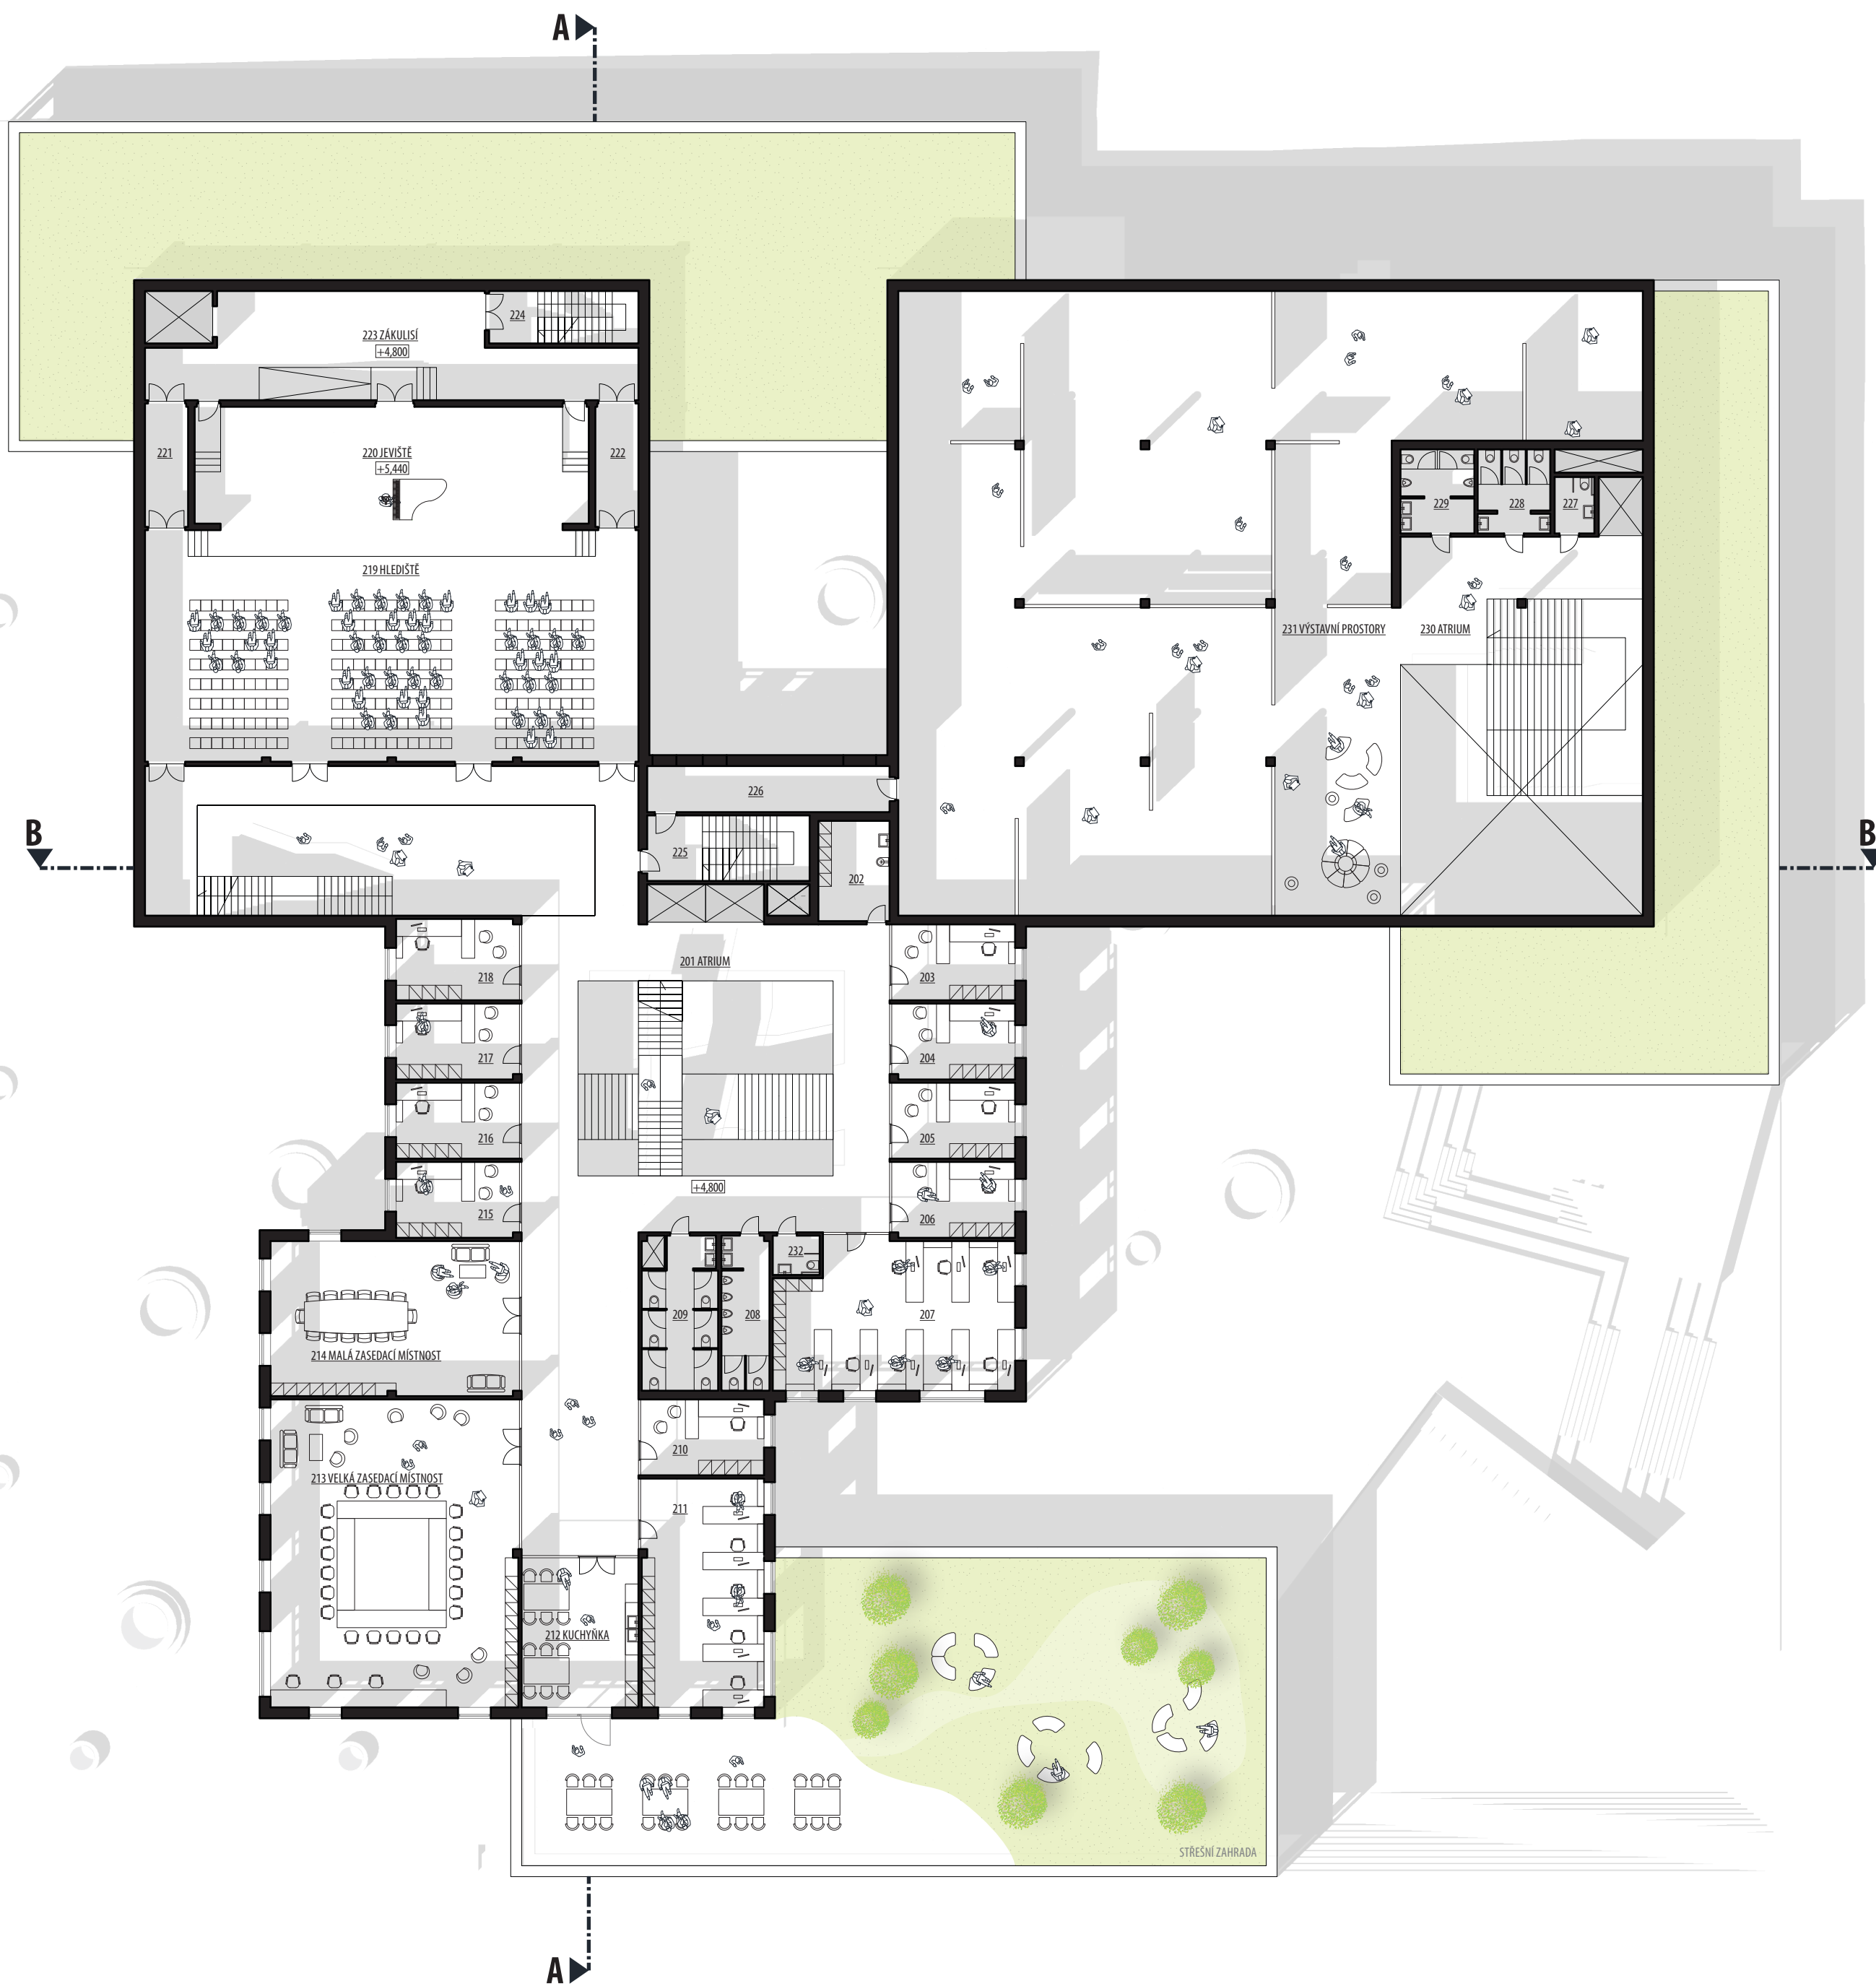 A
224
223 ZÁKULISÍ
+4,800
221
220 JEVIŠTĚ
222
+5,440
229
228
227
219 HLEDIŠTĚ
231 VÝSTAVNÍ PROSTORY
230 ATRIUM
226
B
B
225
202
201 ATRIUM
218
203
217
204
216
205
+4,800
215
206
232
209
208
207
214 MALÁ ZASEDACÍ MÍSTNOST
210
213 VELKÁ ZASEDACÍ MÍSTNOST
211
212 KUCHYŇKA
STŘEŠNÍ ZAHRADA
A